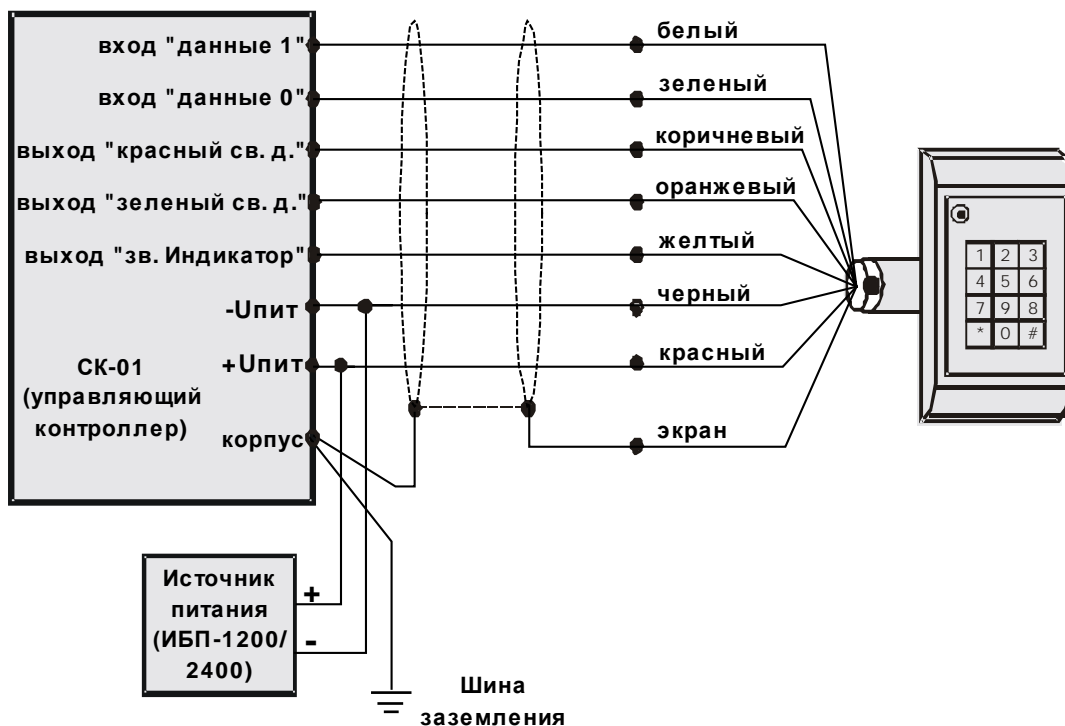 вход "данные 1"
вход "данные 0"
выход "красный св. д."
выход "зеленый св. д."
выход "зв. Индикатор"
-Uпит
+Uпит
СК-01
(управляющий
контроллер)
корпус
белый
зеленый
коричневый
оранжевый
желтый
черный
красный
экран
1 2 3
4 5 6
7 9 8
* 0 #
Источник
питания
(ИБП-1200/
2400)
+
-
Шина
заземления